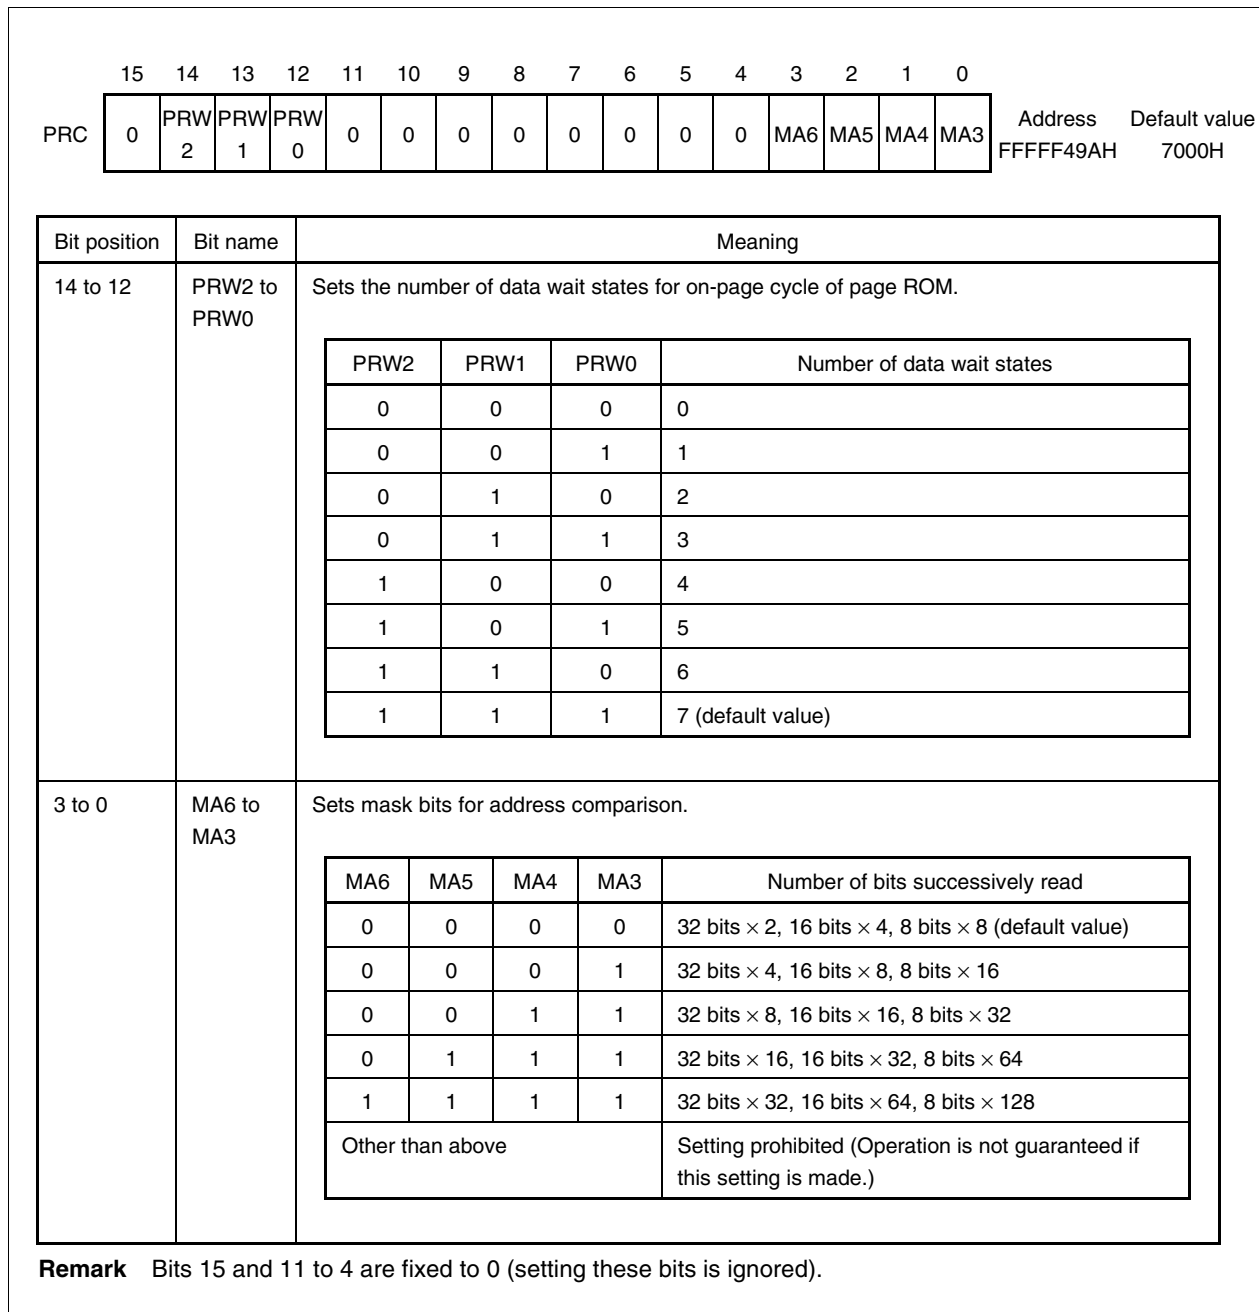 15 14 13 12 11 10 9 8 7 6 5 4 3 2 1 0
PRC 0 PRW2 PRW1 PRW0 0 0 0 0 0 0 0 0 MA6 MA5 MA4 MA3 Address FFFFF49AH Default value 7000H
Bit position Bit name Meaning
14 to 12 PRW2 to PRW0 Sets the number of data wait states for on-page cycle of page ROM.
PRW2 PRW1 PRW0 Number of data wait states
0 0 0 0
0 0 1 1
0 1 0 2
0 1 1 3
1 0 0 4
1 0 1 5
1 1 0 6
1 1 1 7 (default value)
3 to 0 MA6 to MA3 Sets mask bits for address comparison.
MA6 MA5 MA4 MA3 Number of bits successively read
0 0 0 0 32 bits × 2, 16 bits × 4, 8 bits × 8 (default value)
0 0 0 1 32 bits × 4, 16 bits × 8, 8 bits × 16
0 0 1 1 32 bits × 8, 16 bits × 16, 8 bits × 32
0 1 1 1 32 bits × 16, 16 bits × 32, 8 bits × 64
1 1 1 1 32 bits × 32, 16 bits × 64, 8 bits × 128
Other than above Setting prohibited (Operation is not guaranteed if
this setting is made.)
Remark Bits 15 and 11 to 4 are fixed to 0 (setting these bits is ignored).